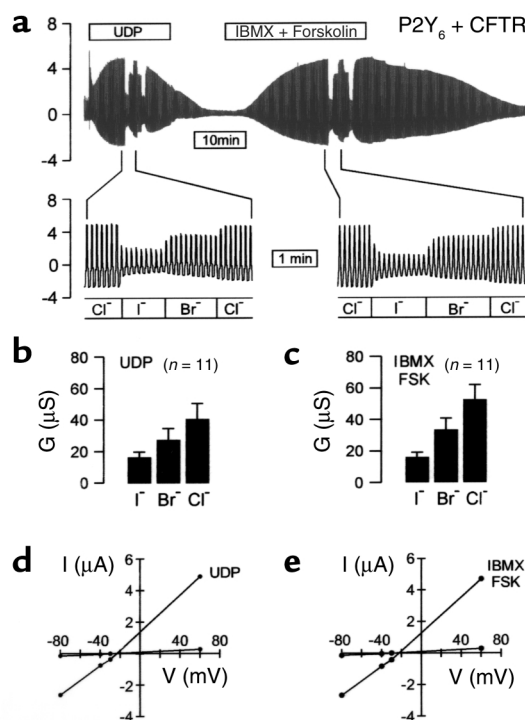 a UDP IBMX + Forskolin P2Y₆ + CFTR
4
0
10min
-4
4
0
1 min
-4
Cl⁻ I⁻ Br⁻ Cl⁻ Cl⁻ I⁻ Br⁻ Cl⁻
b UDP (n = 11)
80
60
40
20
0
G (µS)
I⁻ Br⁻ Cl⁻
c IBMX (n = 11)
FSK
80
60
40
20
0
G (µS)
I⁻ Br⁻ Cl⁻
d I (µA) 6
UDP
4
2
-80 -40 40 80
V (mV)
-2
-4
e I (µA) 6
IBMX
FSK
4
2
-80 -40 40 80
V (mV)
-2
-4